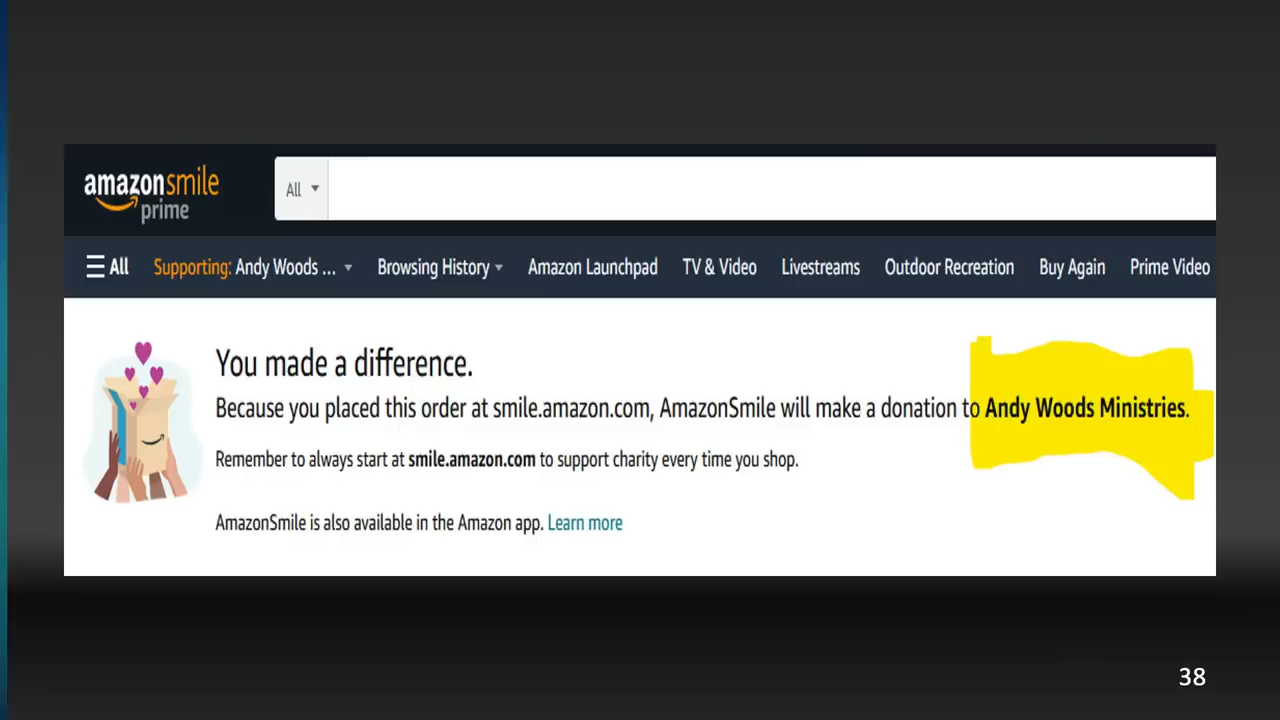 amazonsmile
prime
All
All Supporting: Andy Woods ... Browsing History Amazon Launchpad TV & Video Livestreams Outdoor Recreation Buy Again Prime Video
You made a difference.
Because you placed this order at smile.amazon.com, AmazonSmile will make a donation to Andy Woods Ministries.
Remember to always start at smile.amazon.com to support charity every time you shop.
AmazonSmile is also available in the Amazon app. Learn more
38